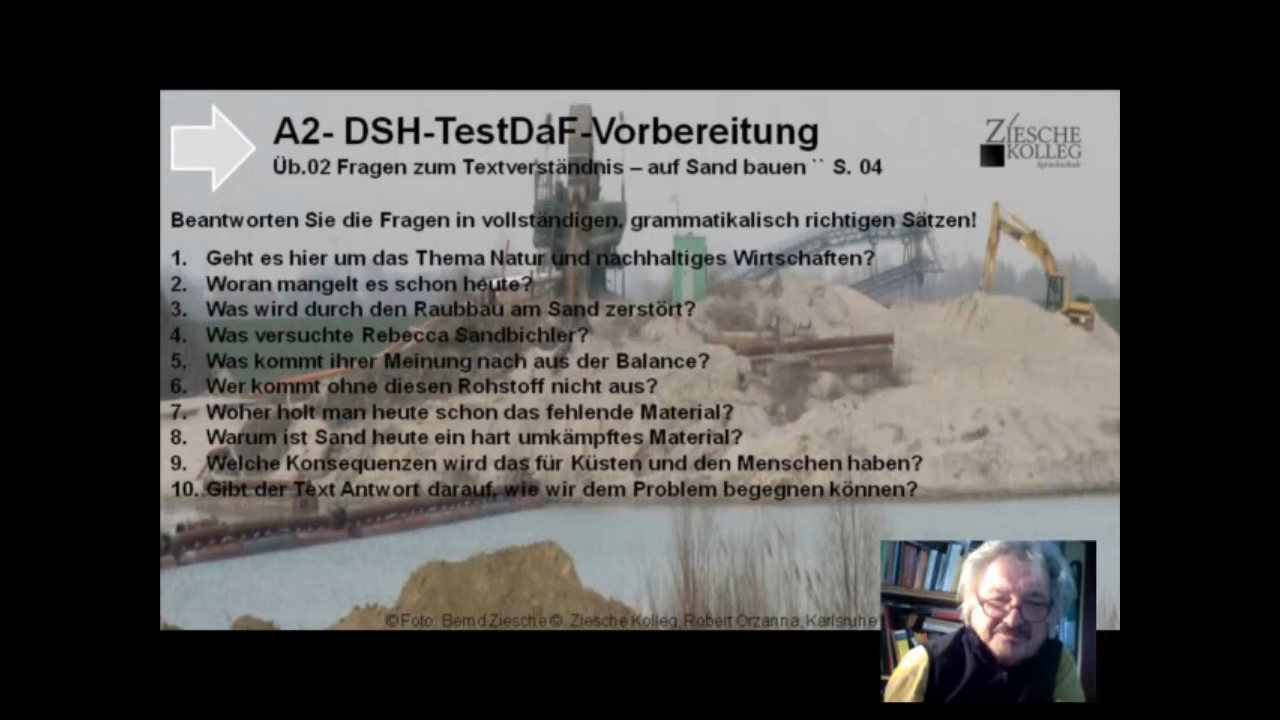 A2- DSH-TestDaF-Vorbereitung
Üb.02 Fragen zum Textverständnis – auf Sand bauen `` S. 04
ZIESCHE
KOLLEG
Sprachschule
Beantworten Sie die Fragen in vollständigen, grammatikalisch richtigen Sätzen!
1. Geht es hier um das Thema Natur und nachhaltiges Wirtschaften?
2. Woran mangelt es schon heute?
3. Was wird durch den Raubbau am Sand zerstört?
4. Was versuchte Rebecca Sandbichler?
5. Was kommt ihrer Meinung nach aus der Balance?
6. Wer kommt ohne diesen Rohstoff nicht aus?
7. Woher holt man heute schon das fehlende Material?
8. Warum ist Sand heute ein hart umkämpftes Material?
9. Welche Konsequenzen wird das für Küsten und den Menschen haben?
10. Gibt der Text Antwort darauf, wie wir dem Problem begegnen können?
©Foto: Bernd Ziesche ©. Ziesche Kolleg, Robert Orzanna, Karlsruhe